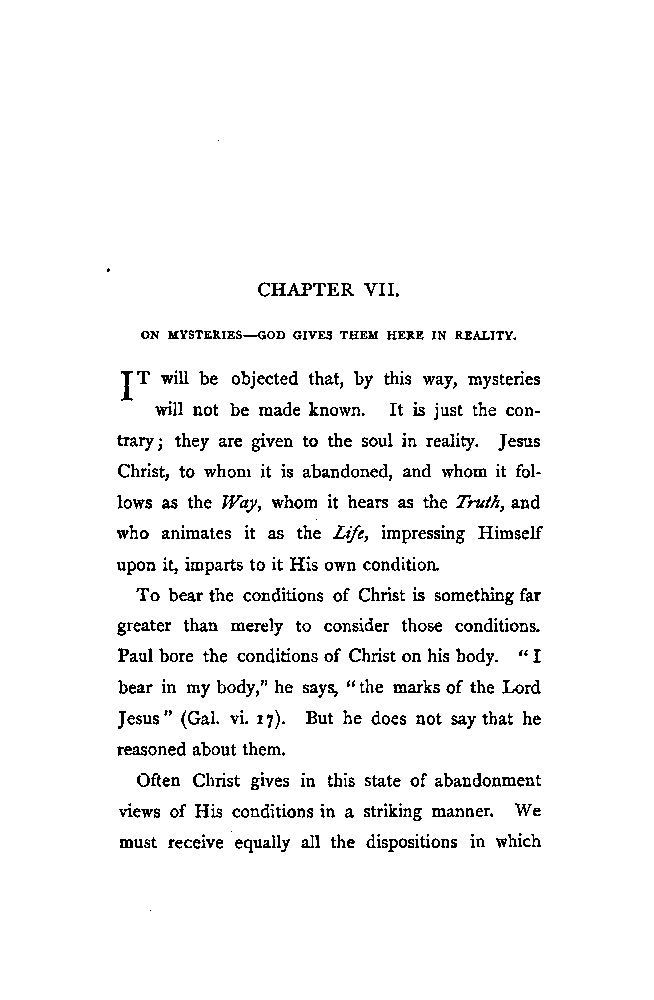 CHAPTER VII.
ON MYSTERIES—GOD GIVES THEM HERE IN REALITY.
IT will be objected that, by this way, mysteries
will not be made known. It is just the con-
trary; they are given to the soul in reality. Jesus
Christ, to whom it is abandoned, and whom it fol-
lows as the Way, whom it hears as the Truth, and
who animates it as the Life, impressing Himself
upon it, imparts to it His own condition.
To bear the conditions of Christ is something far
greater than merely to consider those conditions.
Paul bore the conditions of Christ on his body. “I
bear in my body,” he says, “the marks of the Lord
Jesus” (Gal. vi. 17). But he does not say that he
reasoned about them.
Often Christ gives in this state of abandonment
views of His conditions in a striking manner. We
must receive equally all the dispositions in which